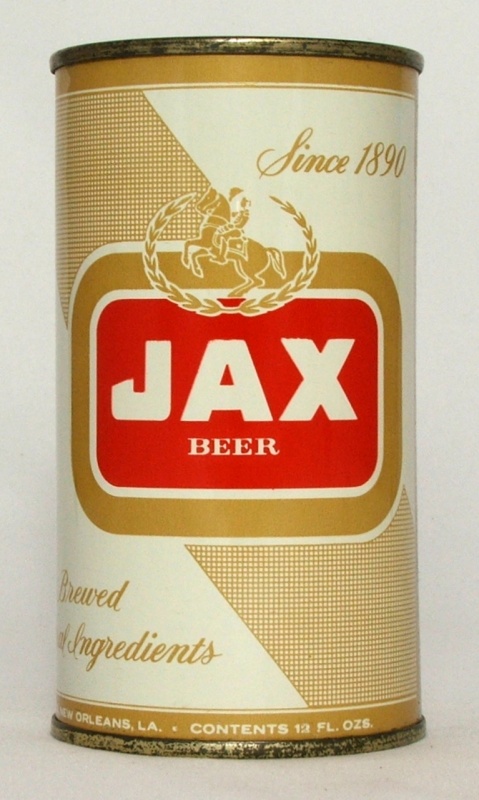 Since 1890
JAX
BEER
Brewed
Ingredients
NEW ORLEANS, LA. • CONTENTS 12 FL. OZS.